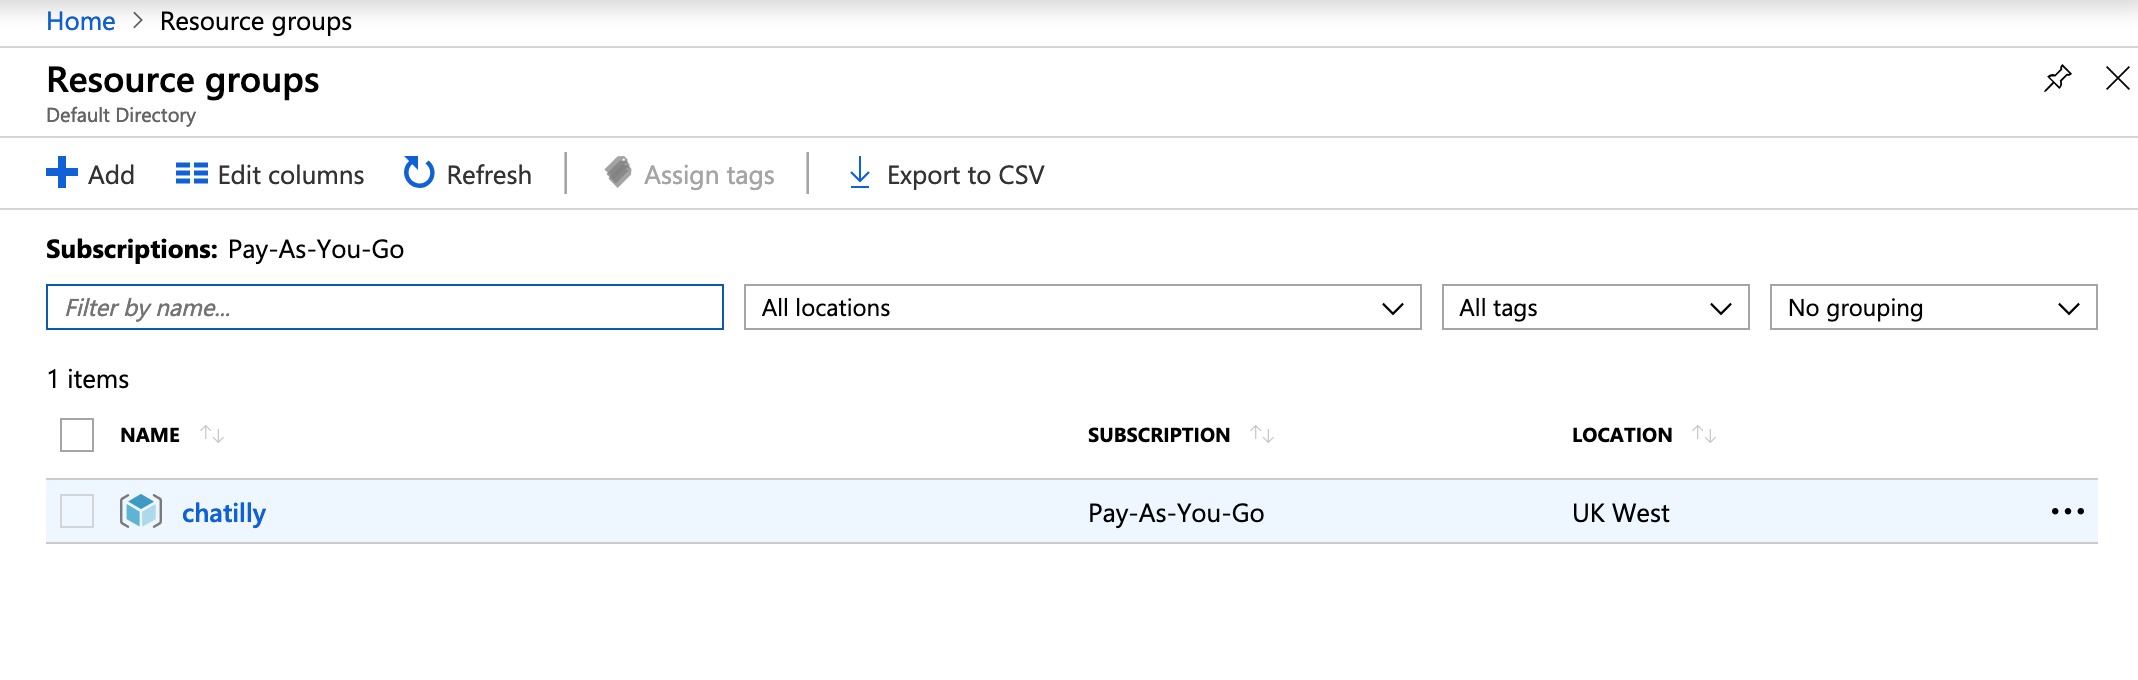 Home > Resource groups
Resource groups
Default Directory
Add Edit columns Refresh Assign tags Export to CSV
Subscriptions: Pay-As-You-Go
Filter by name... All locations All tags No grouping
1 items
NAME SUBSCRIPTION LOCATION
chatilly Pay-As-You-Go UK West